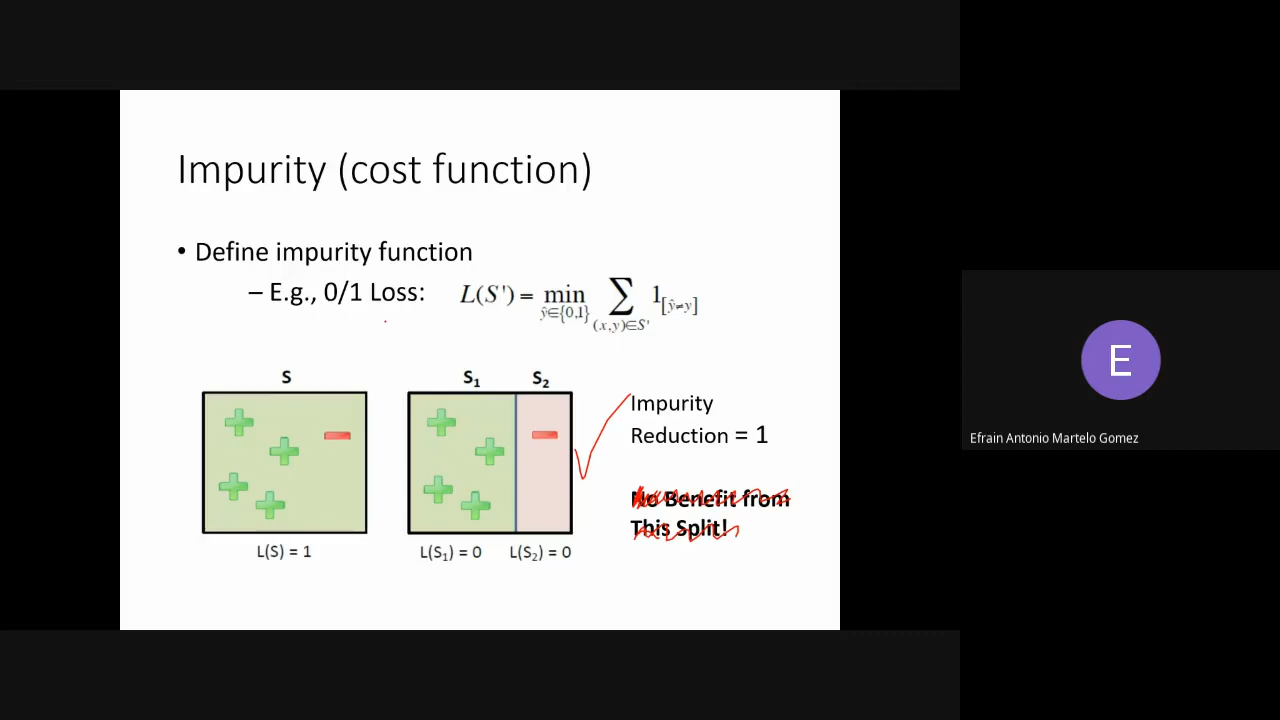 Impurity (cost function)
• Define impurity function
– E.g., 0/1 Loss: L(S') = min ŷ∈{0,1} ∑ (x,y)∈S' 1[ŷ≠y]
S
S₁ S₂
Impurity
Reduction = 1
No Benefit from
This Split!
L(S) = 1
L(S₁) = 0 L(S₂) = 0
E
Efrain Antonio Martelo Gomez